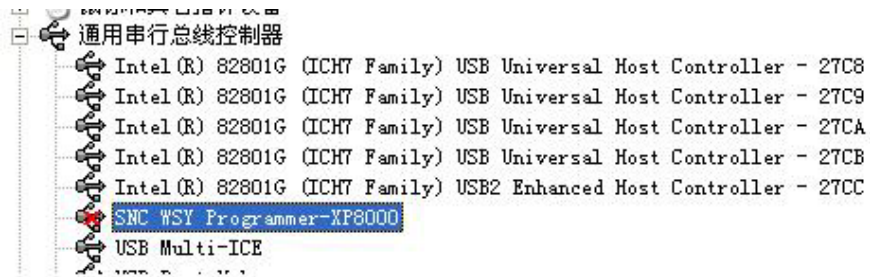 通用串行总线控制器
Intel(R) 82801G (ICH7 Family) USB Universal Host Controller - 27C8
Intel(R) 82801G (ICH7 Family) USB Universal Host Controller - 27C9
Intel(R) 82801G (ICH7 Family) USB Universal Host Controller - 27CA
Intel(R) 82801G (ICH7 Family) USB Universal Host Controller - 27CB
Intel(R) 82801G (ICH7 Family) USB2 Enhanced Host Controller - 27CC
SNC WSY Programmer-XP8000
USB Multi-ICE